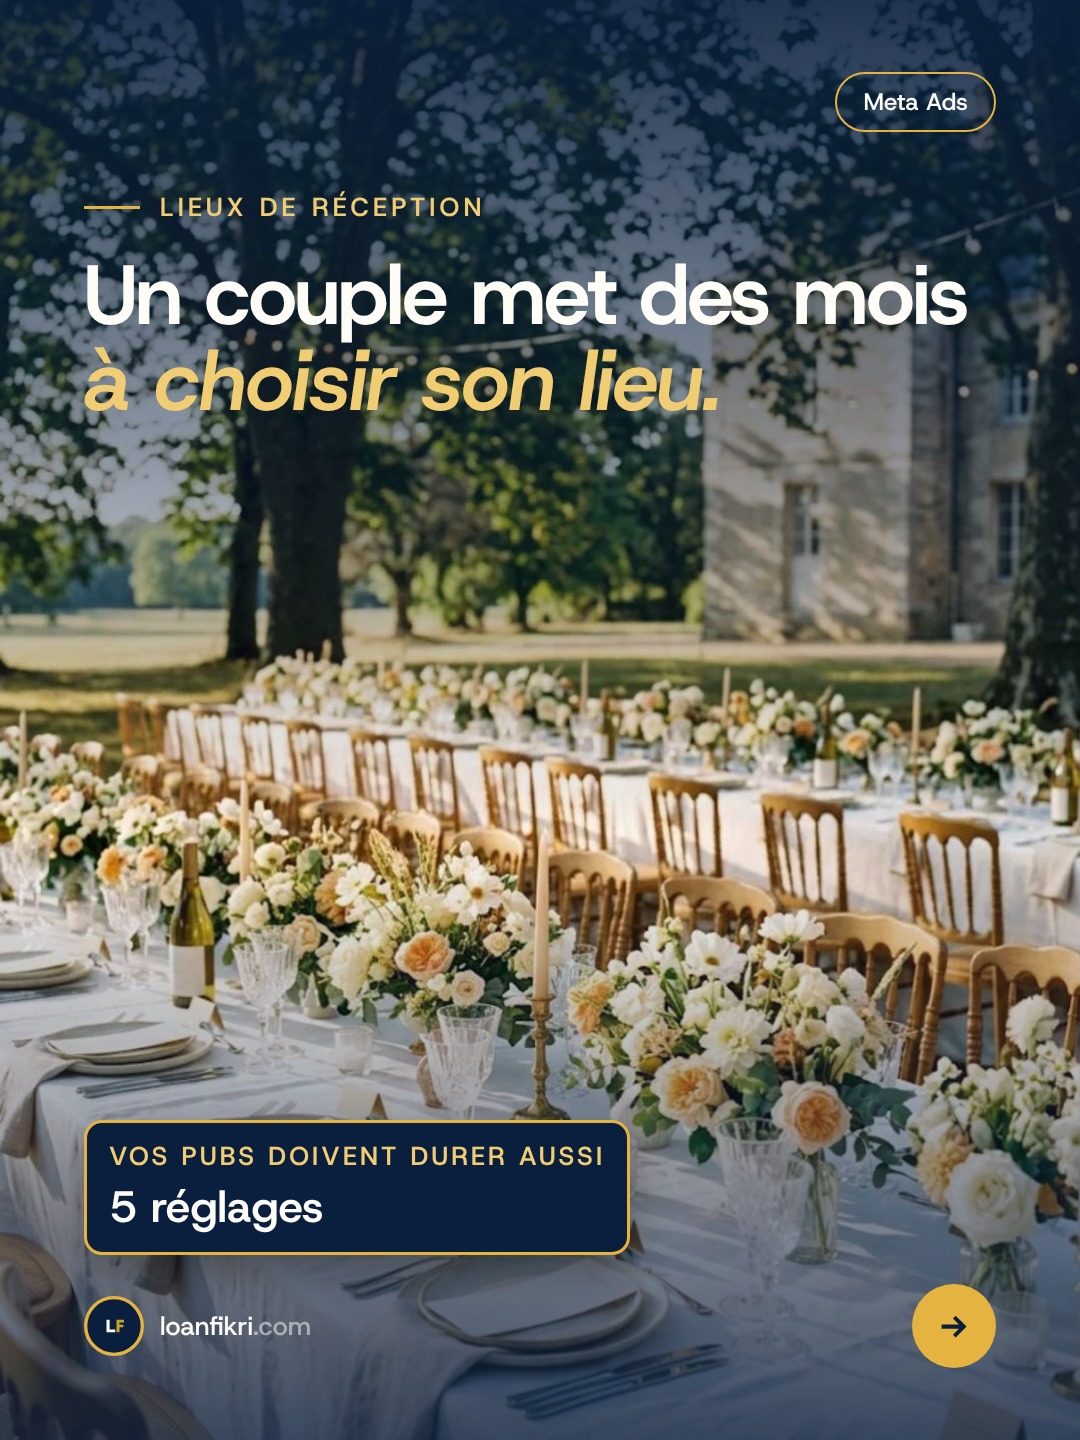 Meta Ads
LIEUX DE RÉCEPTION
Un couple met des mois
à choisir son lieu.
VOS PUBS DOIVENT DURER AUSSI
5 réglages
LF
loanfikri.com